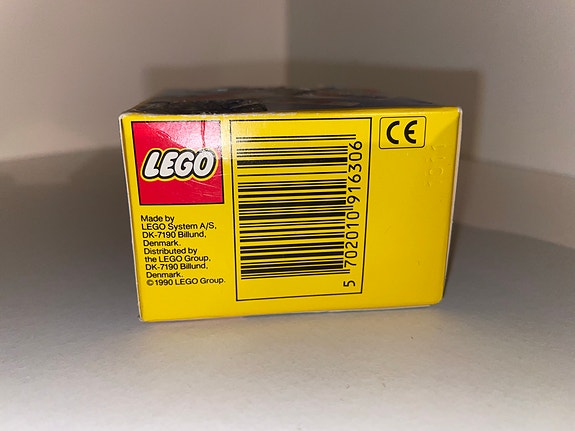 LEGO
Made by
LEGO System A/S,
DK-7190 Billund,
Denmark.
Distributed by
the LEGO Group,
DK-7190 Billund,
Denmark.
©1990 LEGO Group.
5 702010 916306
CE